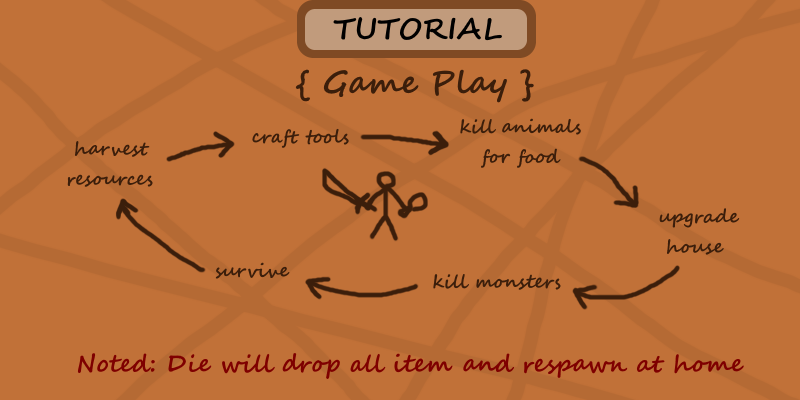 TUTORIAL
{ Game Play }
harvest
resources
craft tools
kill animals
for food
upgrade
house
kill monsters
survive
Noted: Die will drop all item and respawn at home